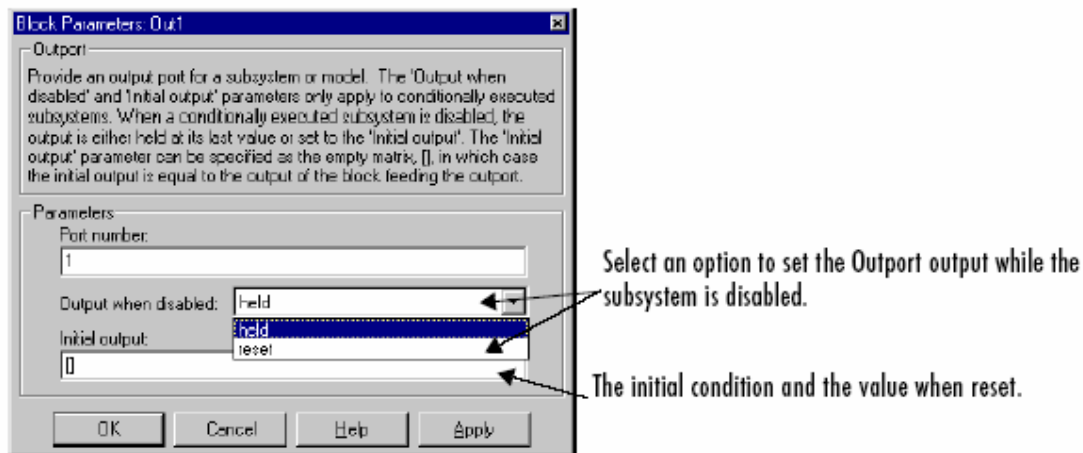 Block Parameters: Out1
Outport
Provide an output port for a subsystem or model. The 'Output when
disabled' and 'Initial output' parameters only apply to conditionally executed
subsystems. When a conditionally executed subsystem is disabled, the
output is either held at its last value or set to the 'Initial output'. The 'Initial
output' parameter can be specified as the empty matrix, [], in which case
the initial output is equal to the output of the block feeding the outport.
Parameters
Port number:
1
Output when disabled: held
held
reset
Initial output:
[]
OK Cancel Help Apply
Select an option to set the Outport output while the
subsystem is disabled.
The initial condition and the value when reset.